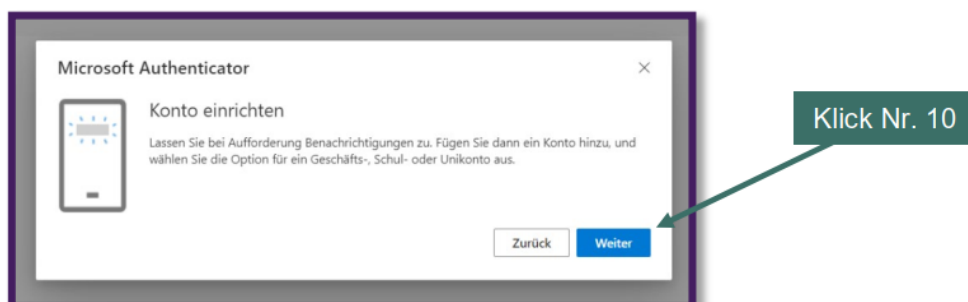 Microsoft Authenticator
Konto einrichten
Lassen Sie bei Aufforderung Benachrichtigungen zu. Fügen Sie dann ein Konto hinzu, und
wählen Sie die Option für ein Geschäfts-, Schul- oder Unikonto aus.
Zurück Weiter
Klick Nr. 10